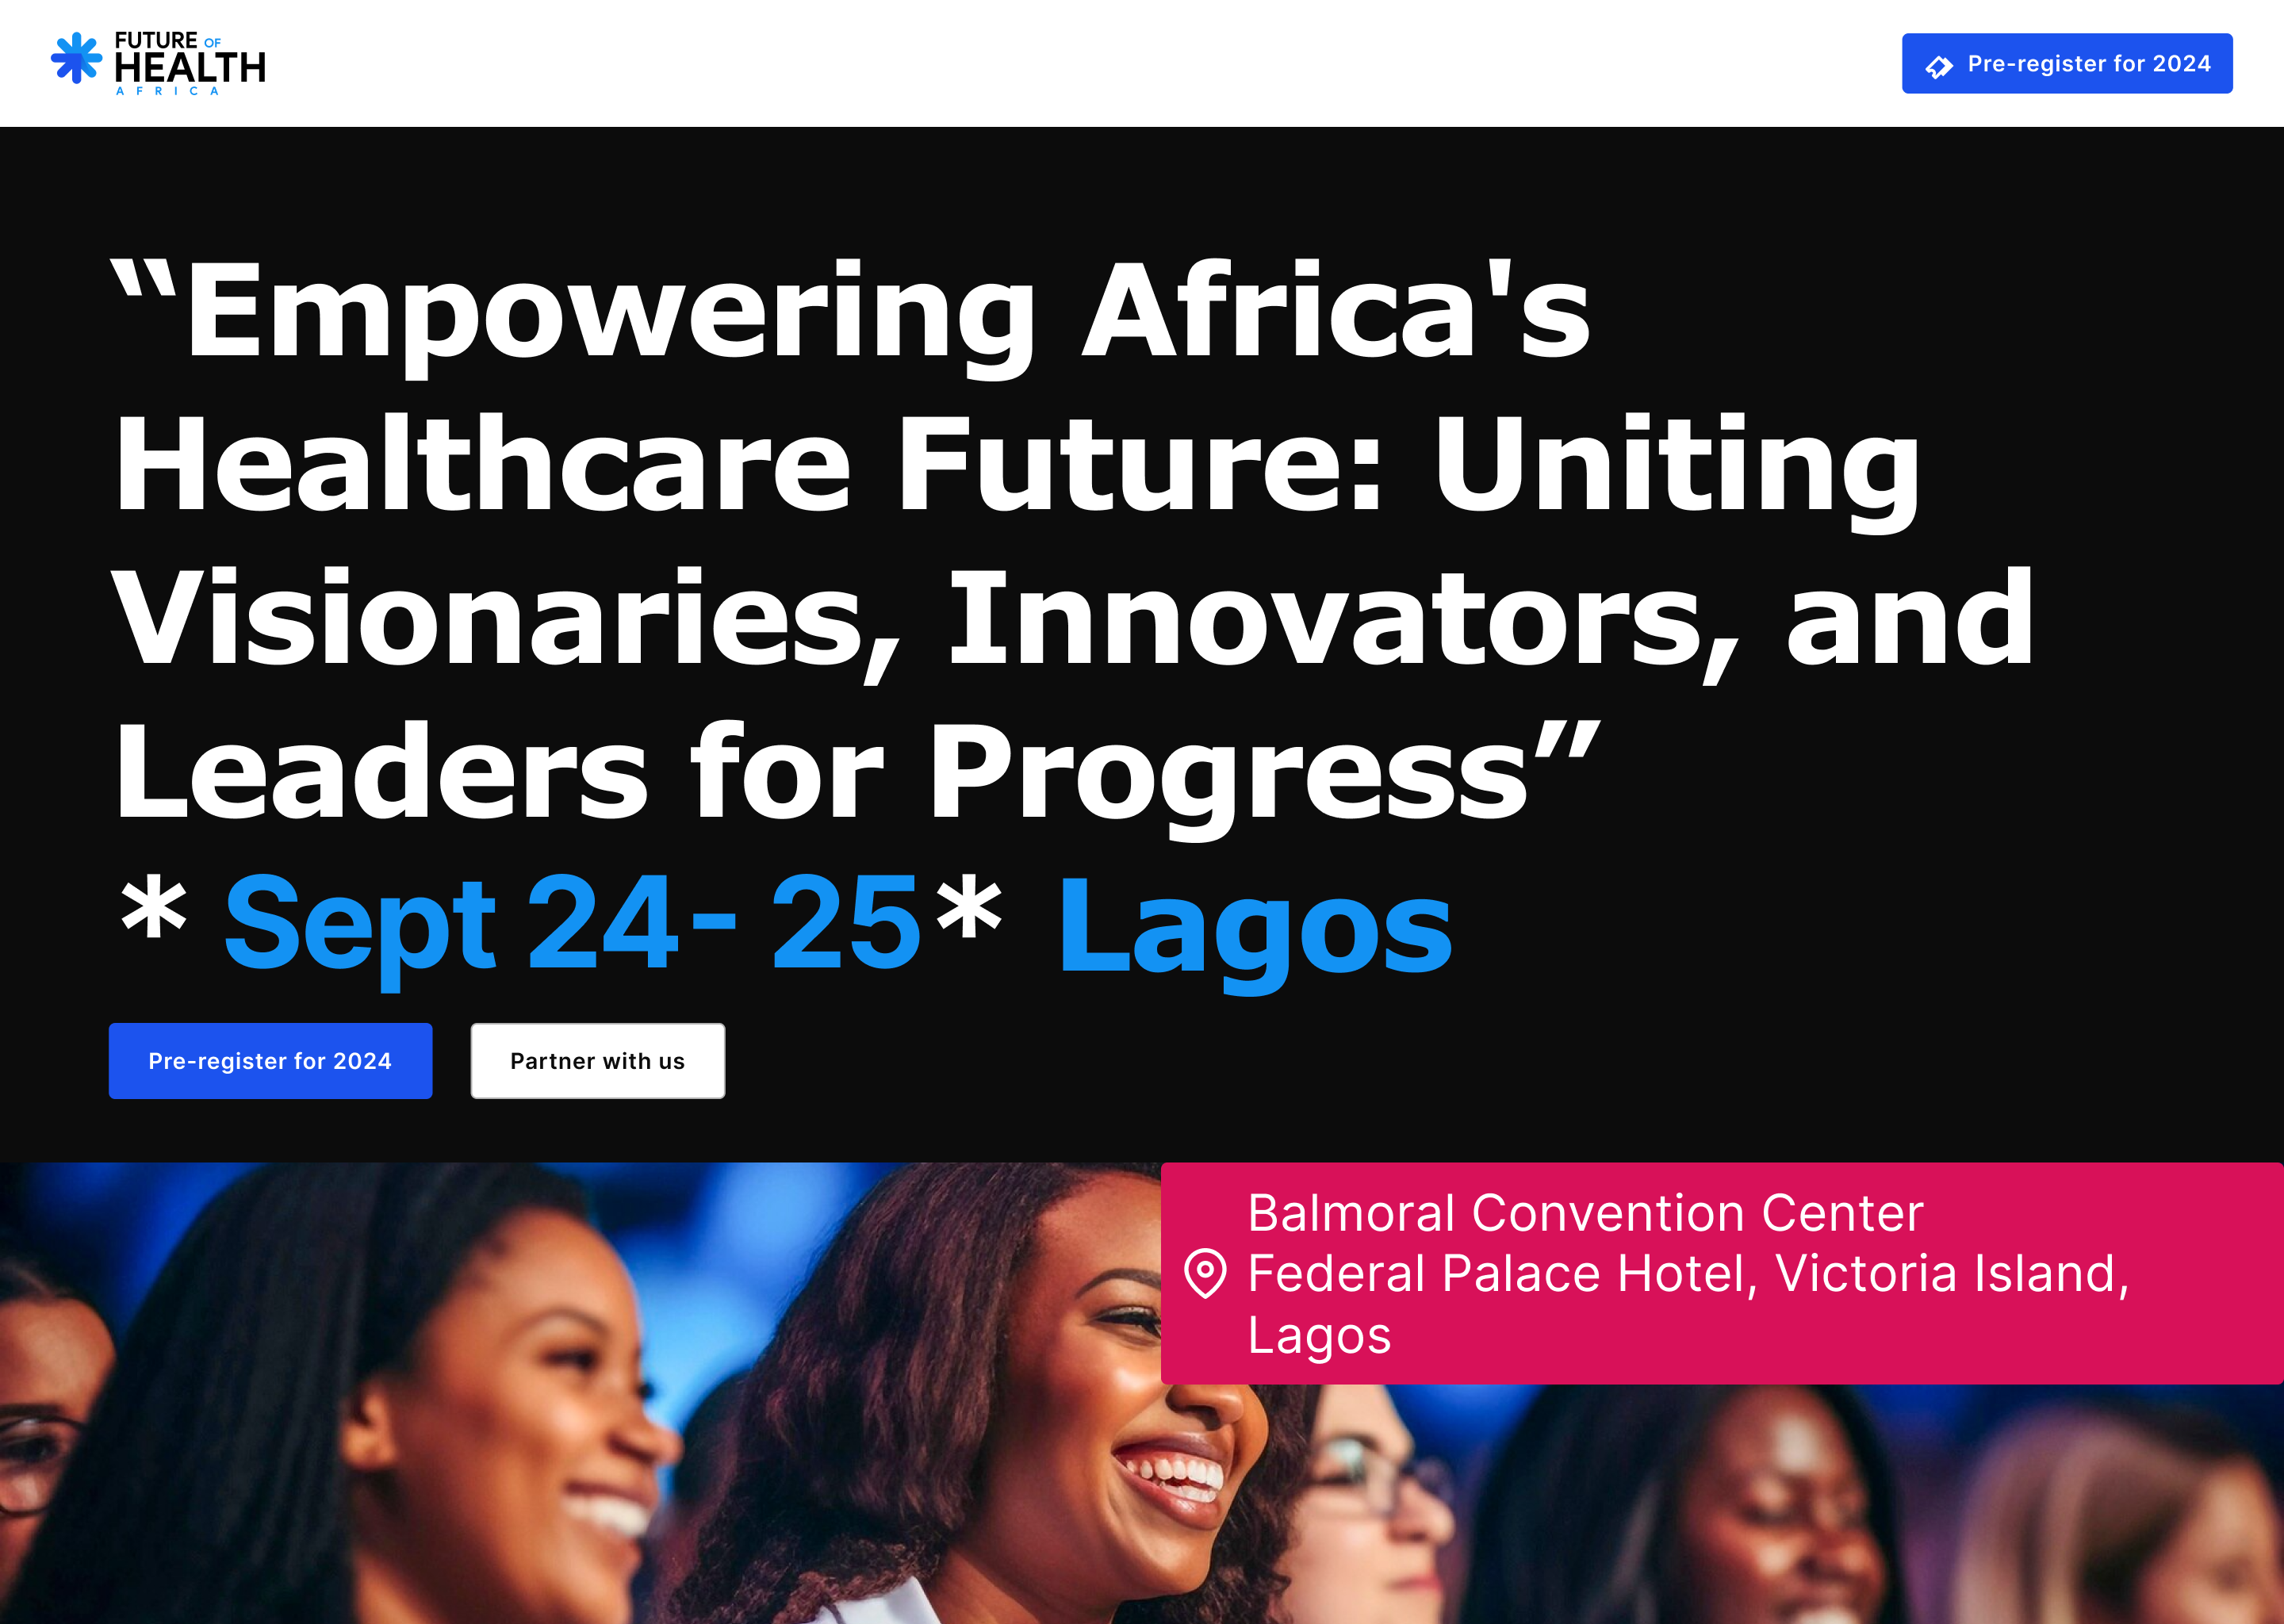 FUTURE OF
HEALTH
AFRICA
Pre-register for 2024
“Empowering Africa's
Healthcare Future: Uniting
Visionaries, Innovators, and
Leaders for Progress”
* Sept 24- 25* Lagos
Pre-register for 2024
Partner with us
Balmoral Convention Center
Federal Palace Hotel, Victoria Island,
Lagos